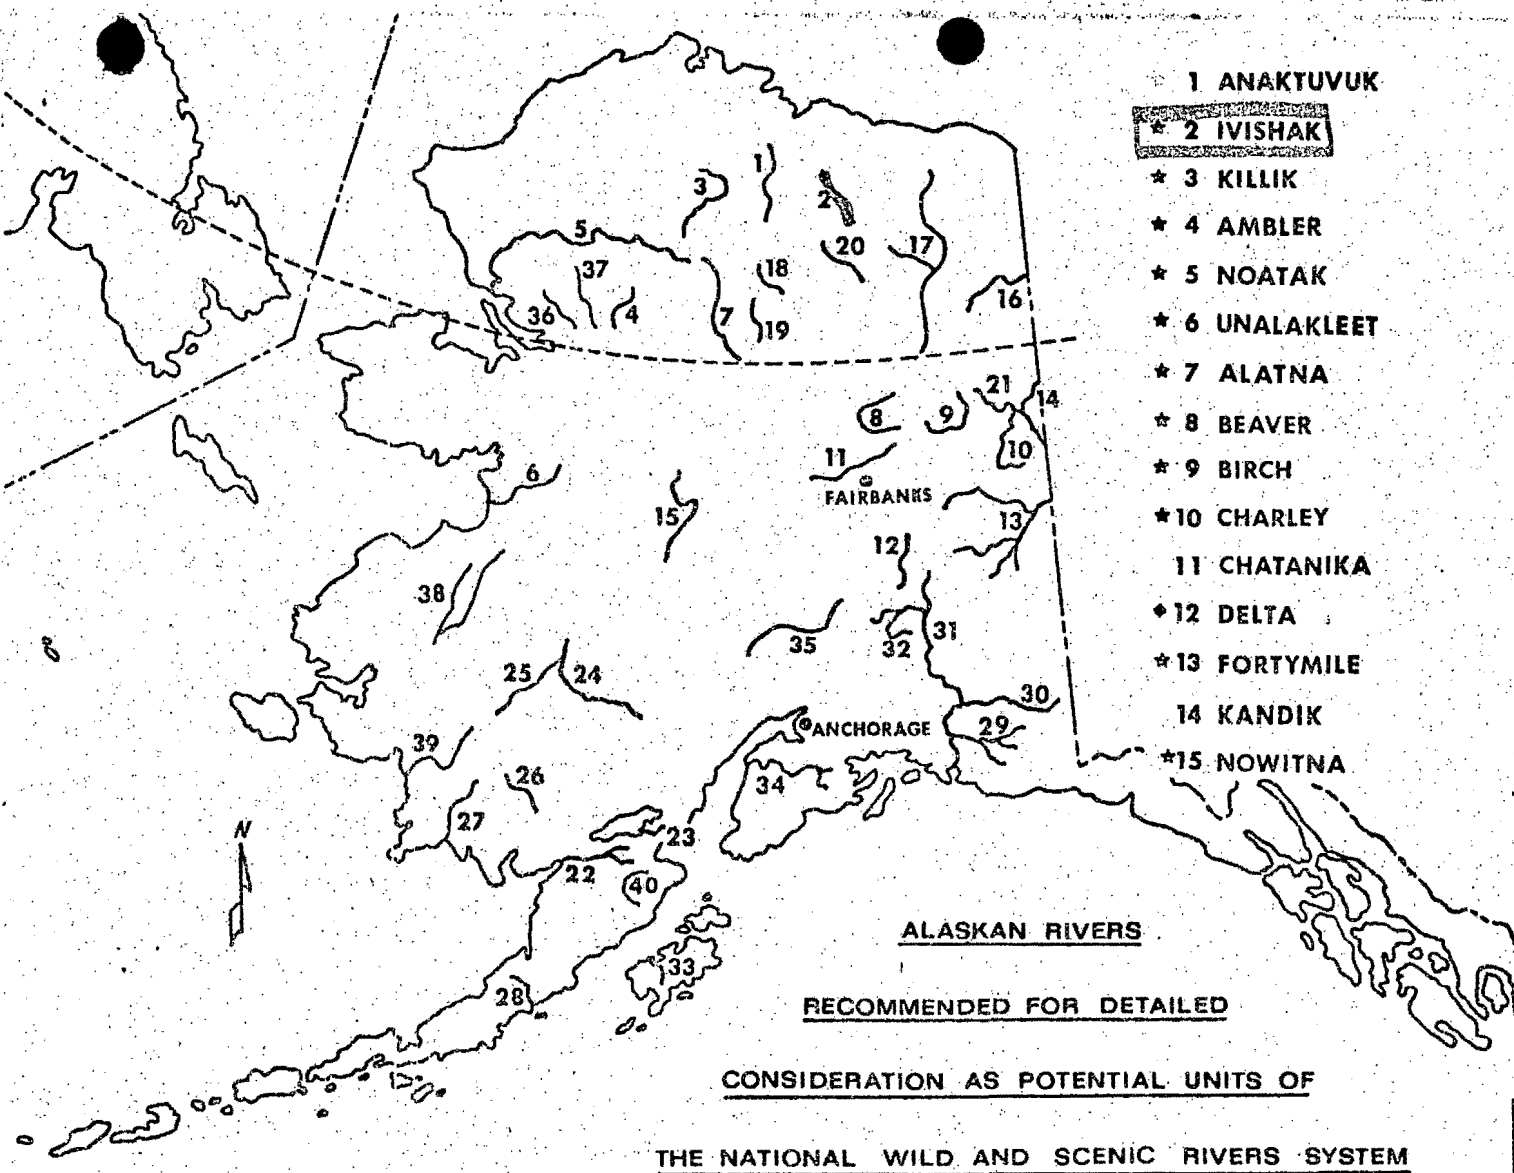 1 ANAKTUVUK
★ 2 IVISHAK
★ 3 KILLIK
★ 4 AMBLER
★ 5 NOATAK
★ 6 UNALAKLEET
★ 7 ALATNA
★ 8 BEAVER
★ 9 BIRCH
★ 10 CHARLEY
11 CHATANIKA
◆ 12 DELTA
★ 13 FORTYMILE
14 KANDIK
★ 15 NOWITNA
1
3
2
5
20
17
37
18
16
36
4
7
19
21
14
8
9
10
11
6
FAIRBANKS
15
13
12
38
31
35
32
25
24
30
ANCHORAGE
29
39
26
34
27
23
22
40
N
33
28
ALASKAN RIVERS
RECOMMENDED FOR DETAILED
CONSIDERATION AS POTENTIAL UNITS OF
THE NATIONAL WILD AND SCENIC RIVERS SYSTEM